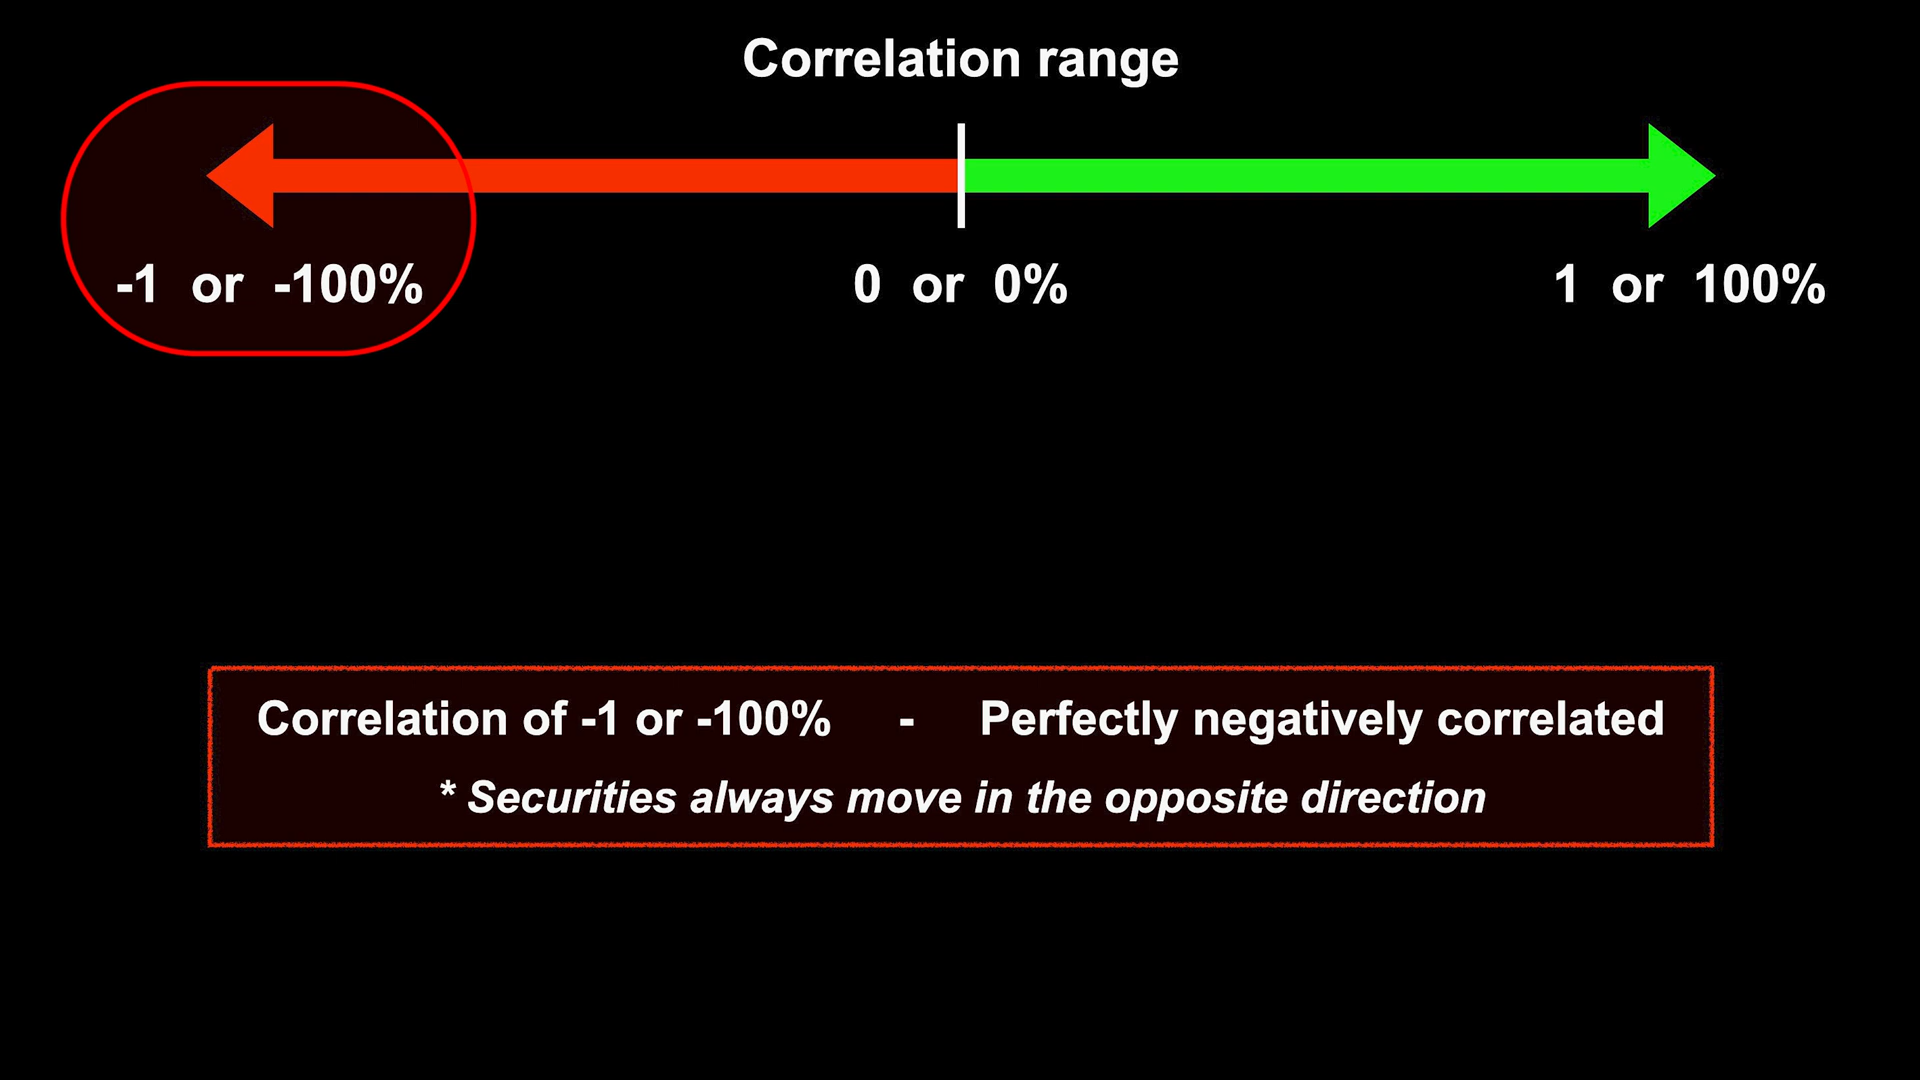 Correlation range
-1 or -100%
0 or 0%
1 or 100%
Correlation of -1 or -100% - Perfectly negatively correlated
* Securities always move in the opposite direction